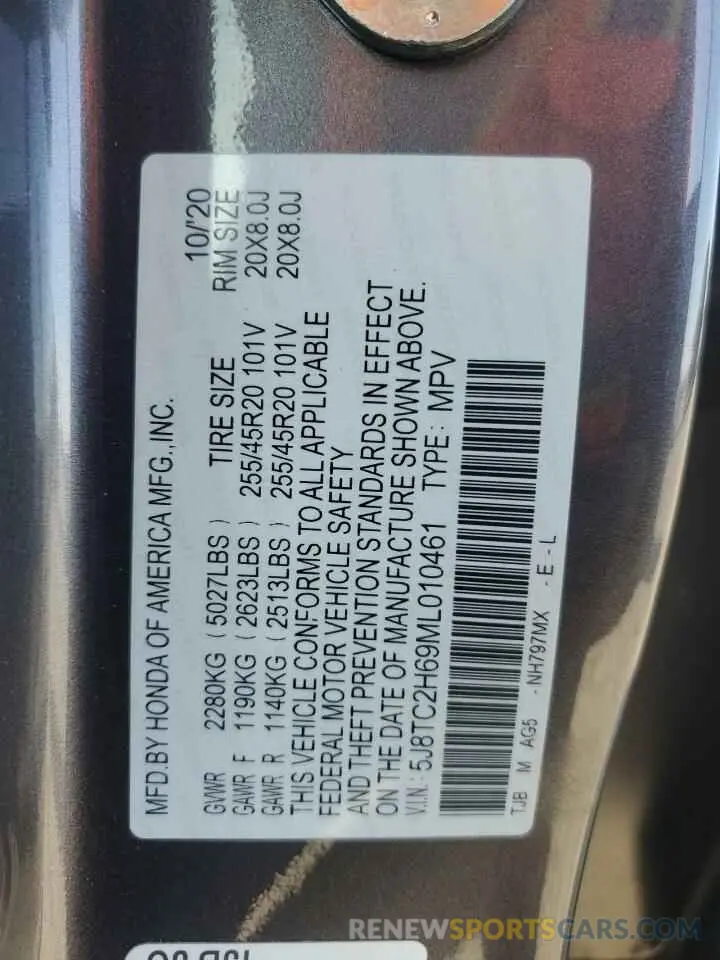 MFD.BY HONDA OF AMERICA MFG.,INC. 10/'20
GVWR 2280KG (5027LBS) TIRE SIZE RIM SIZE
GAWR F 1190KG (2623LBS) 255/45R20 101V 20X8.0J
GAWR R 1140KG (2513LBS) 255/45R20 101V 20X8.0J
THIS VEHICLE CONFORMS TO ALL APPLICABLE
FEDERAL MOTOR VEHICLE SAFETY
AND THEFT PREVENTION STANDARDS IN EFFECT
ON THE DATE OF MANUFACTURE SHOWN ABOVE.
V.I.N.: 5J8TC2H69ML010461 TYPE: MPV
TJB M AG5 -NH797MX -E-L
RENEWSPORTSCARS.COM